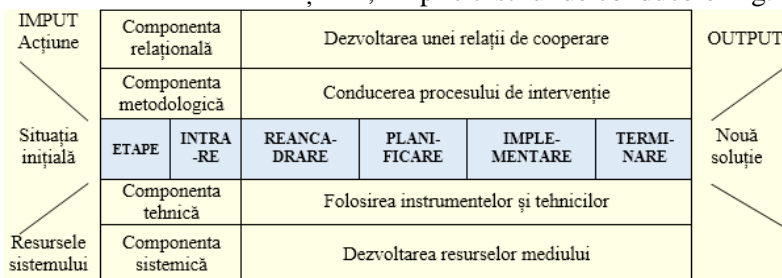 IMPUT
Acțiune
Componenta
relațională
Dezvoltarea unei relații de cooperare
OUTPUT
Componenta
metodologică
Conducerea procesului de intervenție
Situația
inițială
ETAPE
INTRA
-RE
REANCA-
DRARE
PLANI-
FICARE
IMPLE-
MENTARE
TERMI-
NARE
Nouă
soluție
Componenta
tehnică
Folosirea instrumentelor și tehnicilor
Resursele
sistemului
Componenta
sistemică
Dezvoltarea resurselor mediului